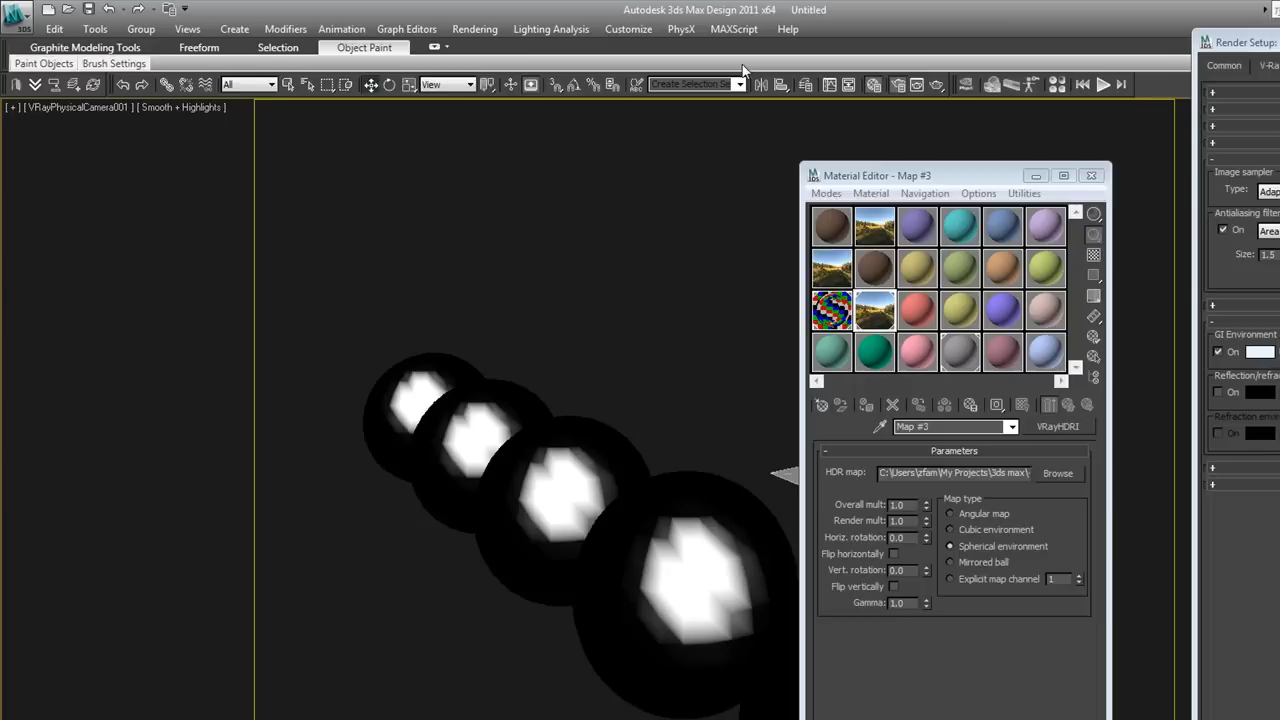 Autodesk 3ds Max Design 2011 x64 Untitled
Edit Tools Group Views Create Modifiers Animation Graph Editors Rendering Lighting Analysis Customize PhysX MAXScript Help
Graphite Modeling Tools Freeform Selection Object Paint
Paint Objects Brush Settings
All View Create Selection Se
[ + ] [ VRayPhysicalCamera001 ] [ Smooth + Highlights ]
Material Editor - Map #3
Modes Material Navigation Options Utilities
Map #3 VRayHDRI
- Parameters
HDR map: C:\Users\zfam\My Projects\3ds max\ Browse
Overall mult: 1.0
Render mult: 1.0
Horiz. rotation: 0.0
Flip horizontally
Vert. rotation: 0.0
Flip vertically
Gamma: 1.0
Map type
Angular map
Cubic environment
Spherical environment
Mirrored ball
Explicit map channel 1
Render Setup:
Common V-Ra
Image sampler
Type: Adap
Antialiasing filter
On Area
Size: 1.5
GI Environment
On
Reflection/refra
On
Refraction enviro
On